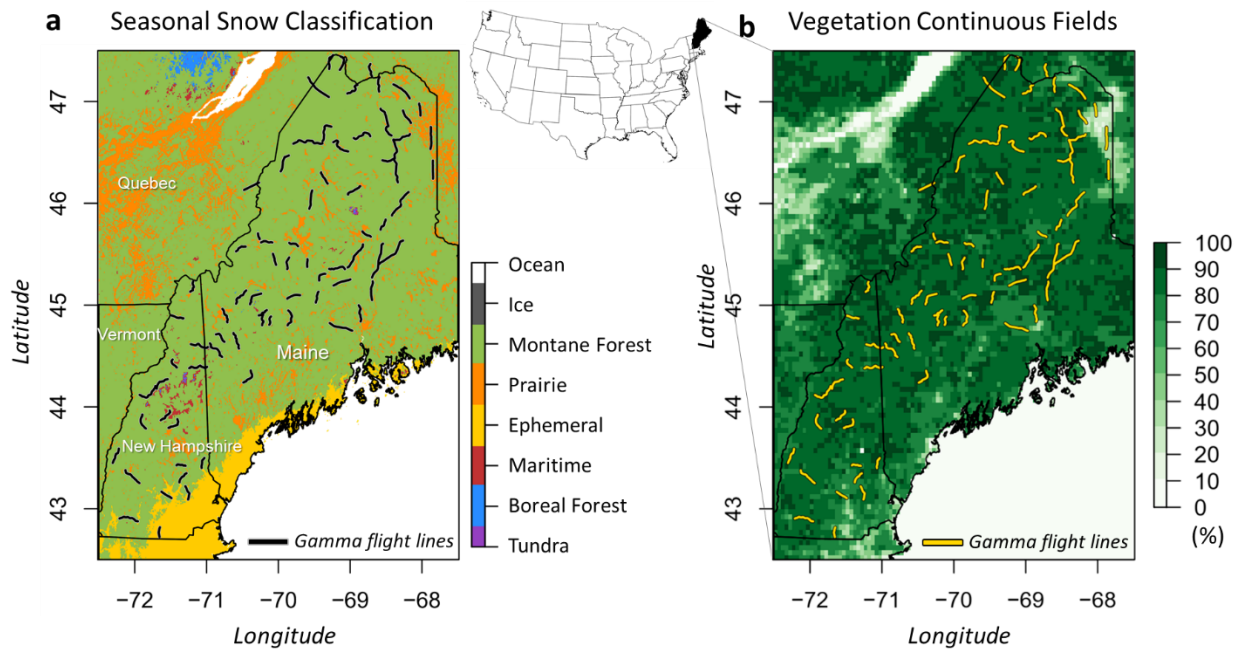 a Seasonal Snow Classification
47
46
45
44
43
Latitude
Quebec
Vermont
Maine
New Hampshire
Gamma flight lines
−72 −71 −70 −69 −68
Longitude
Ocean
Ice
Montane Forest
Prairie
Ephemeral
Maritime
Boreal Forest
Tundra
b Vegetation Continuous Fields
47
46
45
44
43
Latitude
Gamma flight lines
−72 −71 −70 −69 −68
Longitude
100
90
80
70
60
50
40
30
20
10
0
(%)